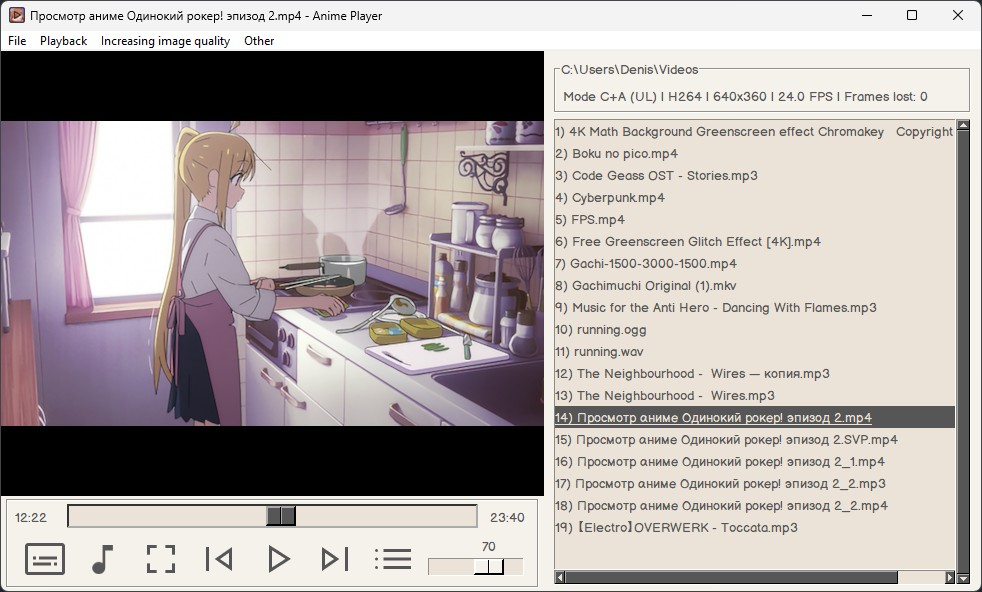 Просмотр аниме Одинокий рокер! эпизод 2.mp4 - Anime Player
File Playback Increasing image quality Other
C:\Users\Denis\Videos
Mode C+A (UL) | H264 | 640x360 | 24.0 FPS | Frames lost: 0
1) 4K Math Background Greenscreen effect Chromakey Copyright
2) Boku no pico.mp4
3) Code Geass OST - Stories.mp3
4) Cyberpunk.mp4
5) FPS.mp4
6) Free Greenscreen Glitch Effect [4K].mp4
7) Gachi-1500-3000-1500.mp4
8) Gachimuchi Original (1).mkv
9) Music for the Anti Hero - Dancing With Flames.mp3
10) running.ogg
11) running.wav
12) The Neighbourhood - Wires — копия.mp3
13) The Neighbourhood - Wires.mp3
14) Просмотр аниме Одинокий рокер! эпизод 2.mp4
15) Просмотр аниме Одинокий рокер! эпизод 2.SVP.mp4
16) Просмотр аниме Одинокий рокер! эпизод 2_1.mp4
17) Просмотр аниме Одинокий рокер! эпизод 2_2.mp3
18) Просмотр аниме Одинокий рокер! эпизод 2_2.mp4
19) 【Electro】OVERWERK - Toccata.mp3
12:22
23:40
70